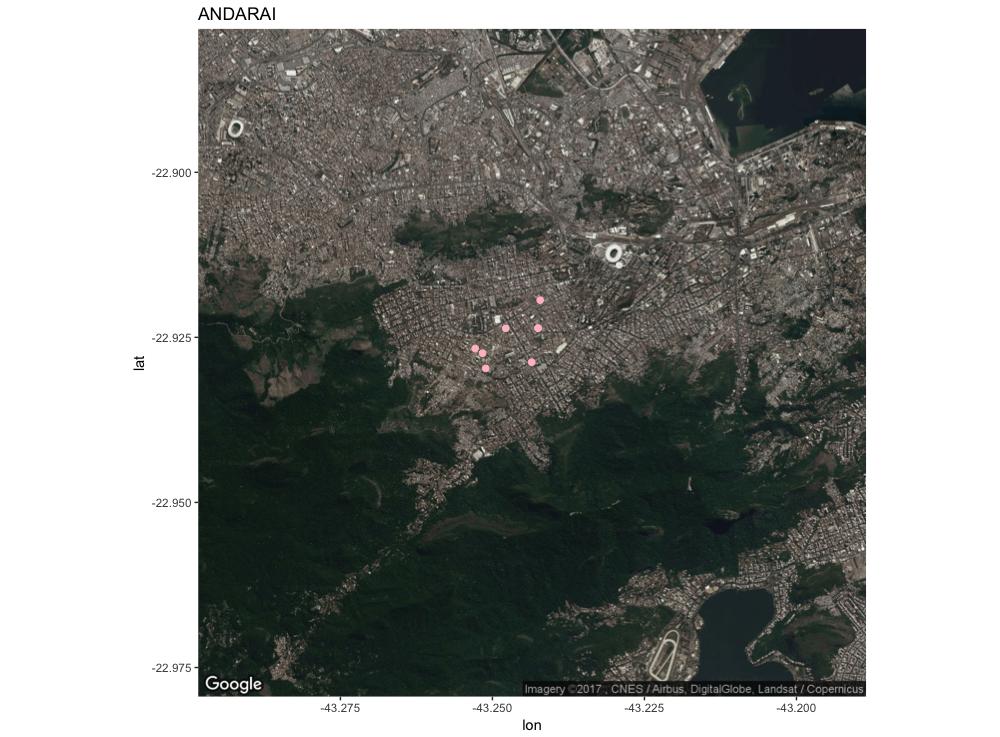 ANDARAI
-22.900
-22.925
-22.950
-22.975
lat
Google
Imagery ©2017 , CNES / Airbus, DigitalGlobe, Landsat / Copernicus
-43.275
-43.250
-43.225
-43.200
lon